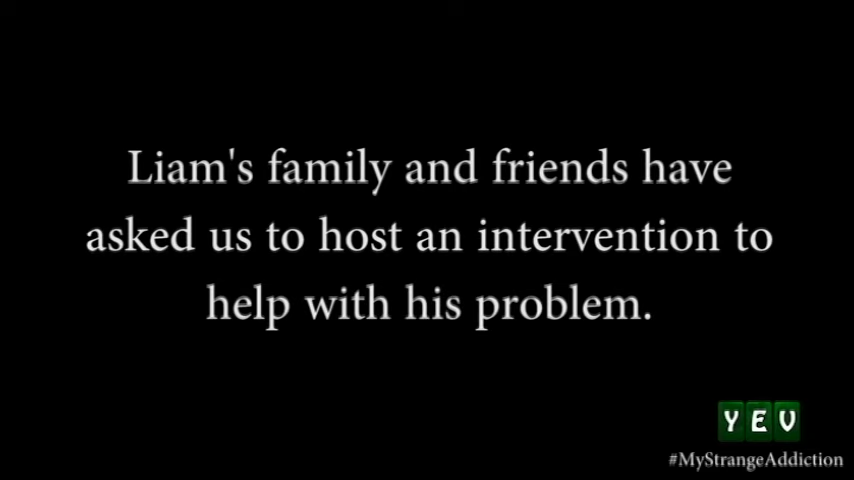 Liam's family and friends have
asked us to host an intervention to
help with his problem.
YEV
#MyStrangeAddiction